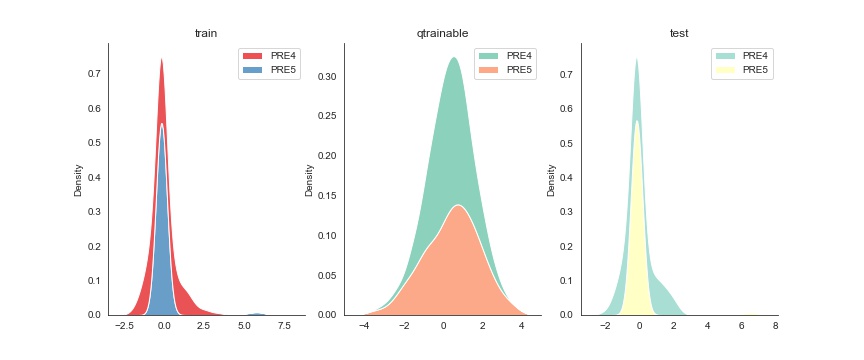 train
Density
0.0
0.1
0.2
0.3
0.4
0.5
0.6
0.7
−2.5 0.0 2.5 5.0 7.5
PRE4
PRE5
qtrainable
Density
0.00
0.05
0.10
0.15
0.20
0.25
0.30
−4 −2 0 2 4
PRE4
PRE5
test
Density
0.0
0.1
0.2
0.3
0.4
0.5
0.6
0.7
−2 0 2 4 6 8
PRE4
PRE5